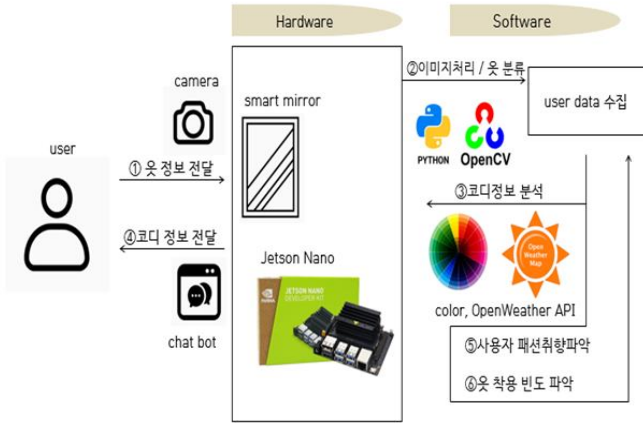 Hardware
Software
camera
smart mirror
②이미지처리 / 옷 분류
user data 수집
user
① 옷 정보 전달
PYTHON
OpenCV
③코디정보 분석
④코디 정보 전달
Jetson Nano
Open
Weather
Map
JETSON NANO
DEVELOPER KIT
chat bot
color, OpenWeather API
⑤사용자 패션취향파악
⑥옷 착용 빈도 파악